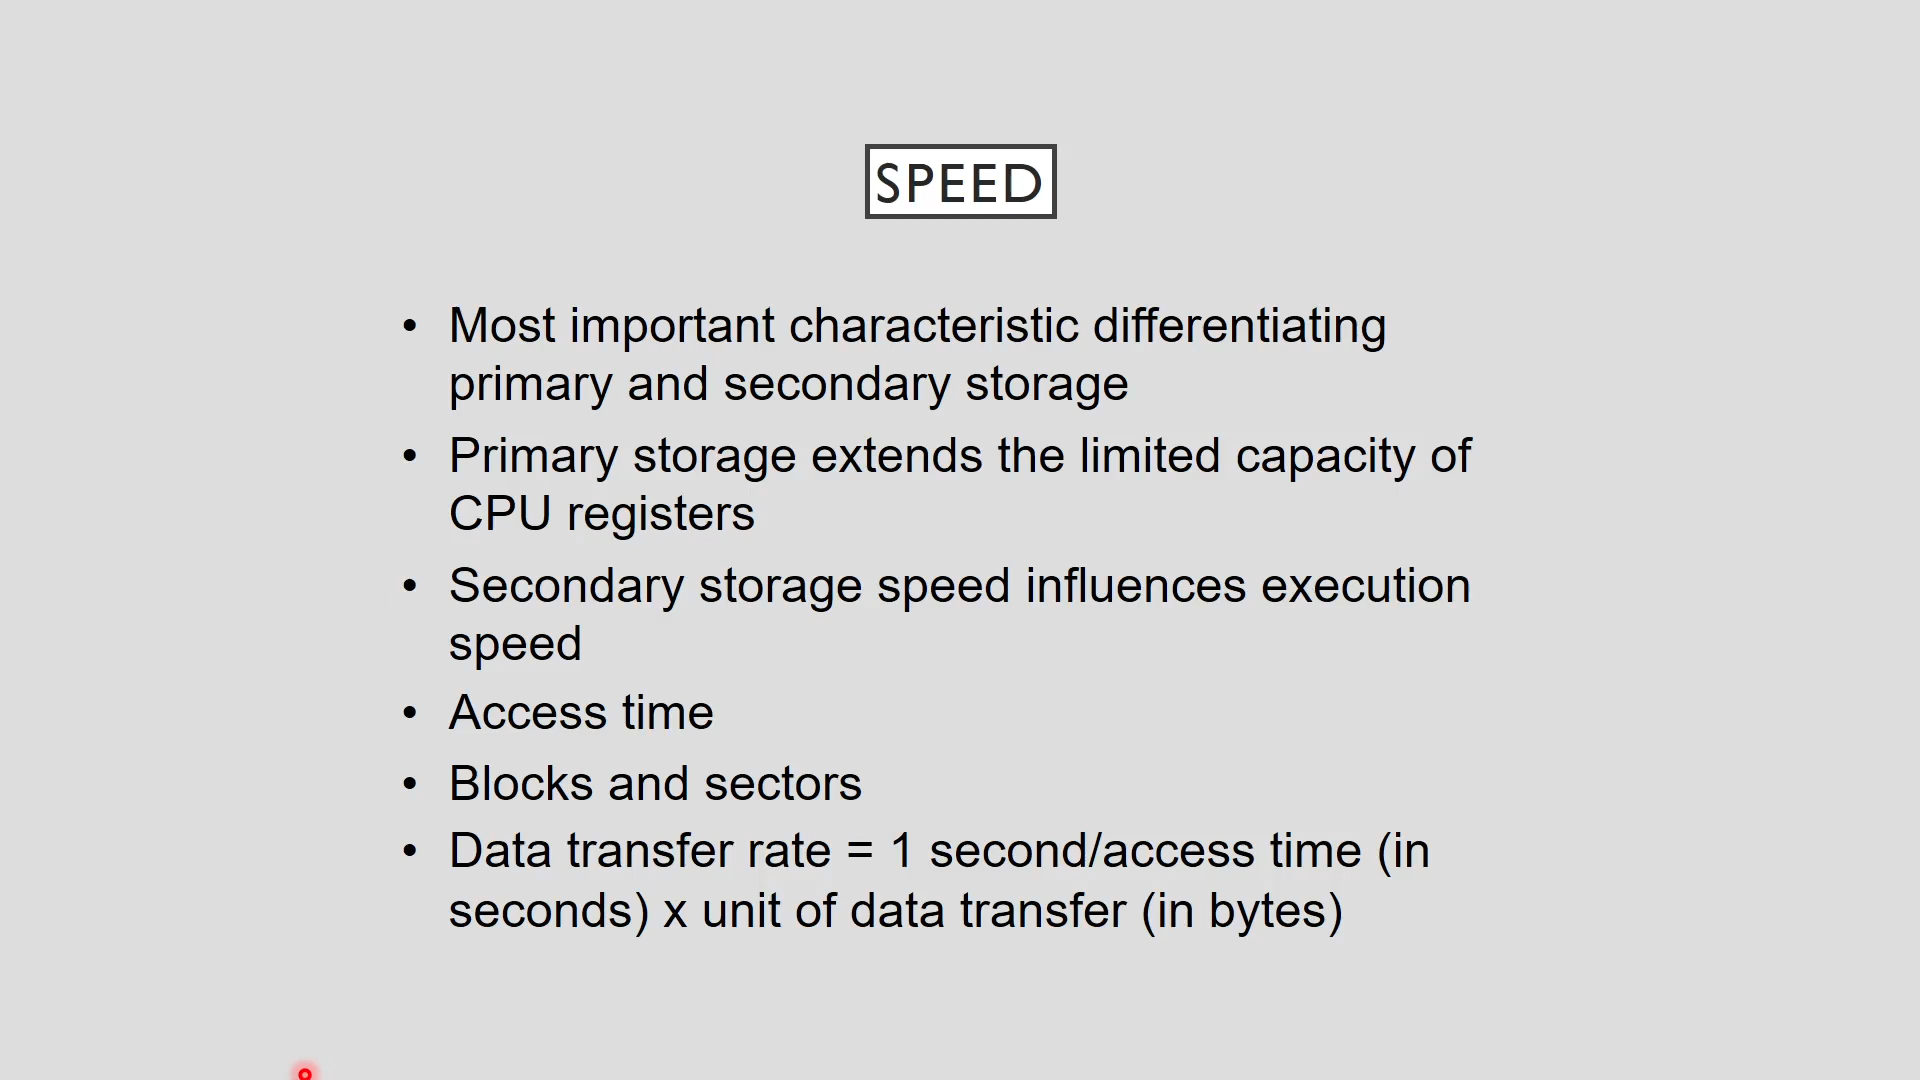 SPEED
• Most important characteristic differentiating
primary and secondary storage
• Primary storage extends the limited capacity of
CPU registers
• Secondary storage speed influences execution
speed
• Access time
• Blocks and sectors
• Data transfer rate = 1 second/access time (in
seconds) x unit of data transfer (in bytes)